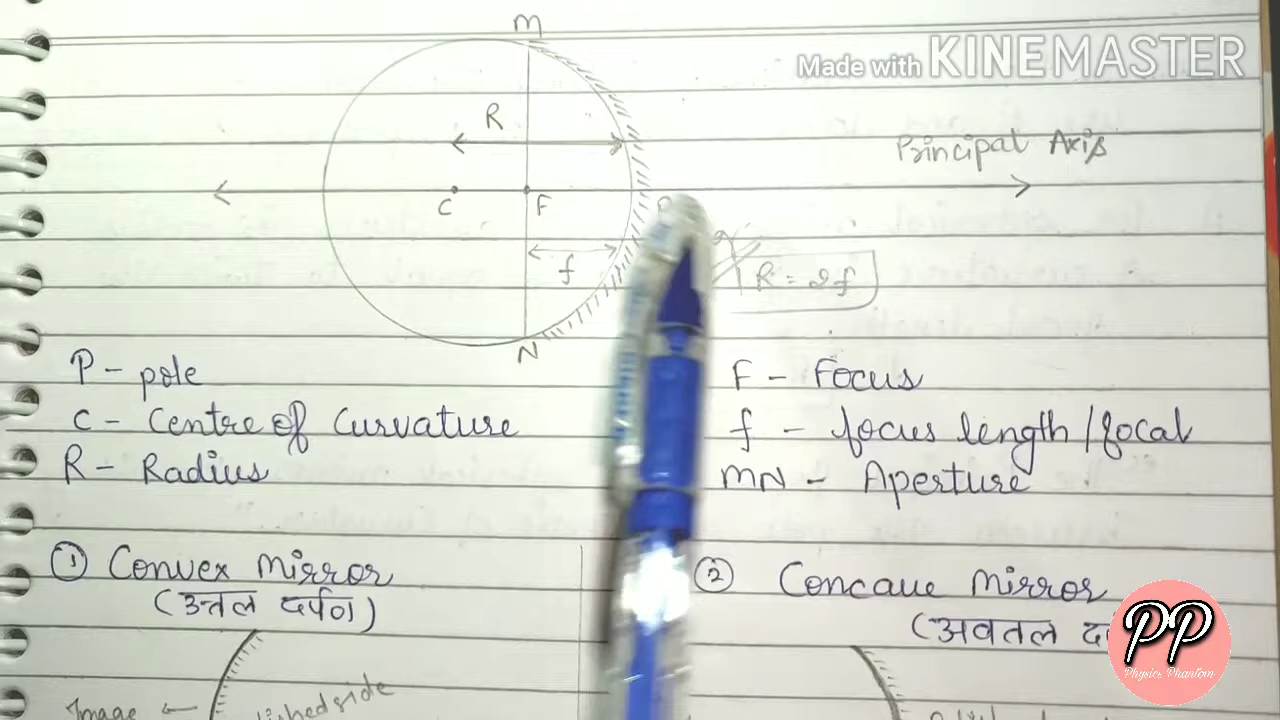 M
Made with KINEMASTER
R
Principal Axis
C
F
P
f
R = 2f
N
P - pole
F - Focus
C - Centre of Curvature
f - focus length/focal
R - Radius
MN - Aperture
① Convex Mirror
② Concave Mirror
(उत्तल दर्पण)
(अवतल
PP
Physics Phantom
Image
side